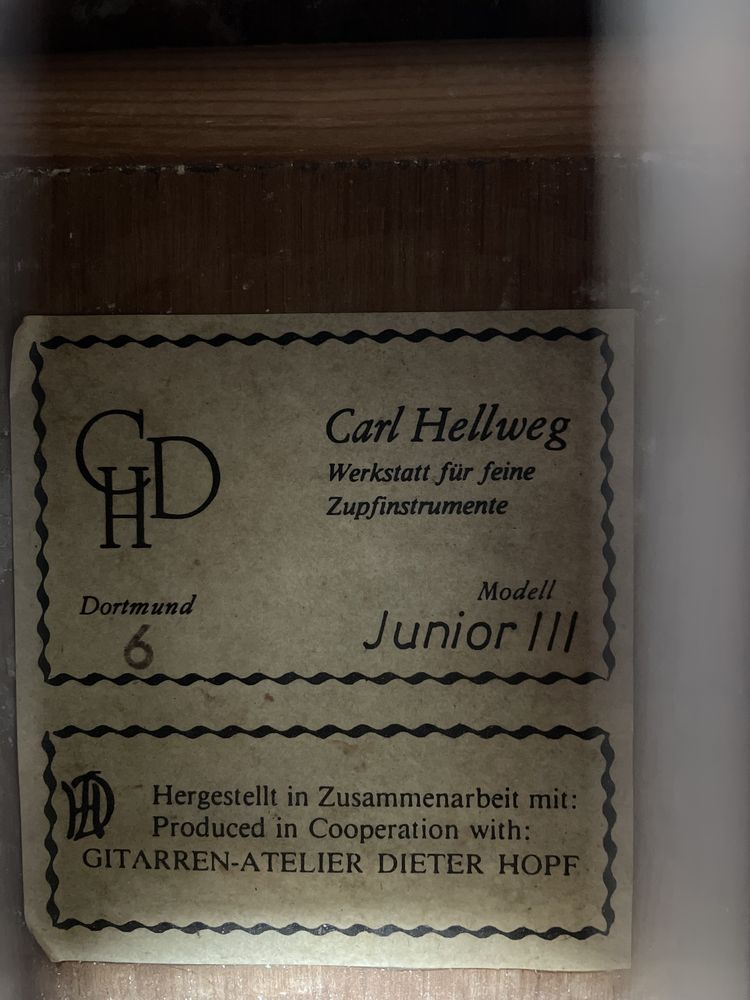 CHD
Carl Hellweg
Werkstatt für feine
Zupfinstrumente
Dortmund
6
Modell
Junior III
Hergestellt in Zusammenarbeit mit:
Produced in Cooperation with:
GITARREN-ATELIER DIETER HOPF